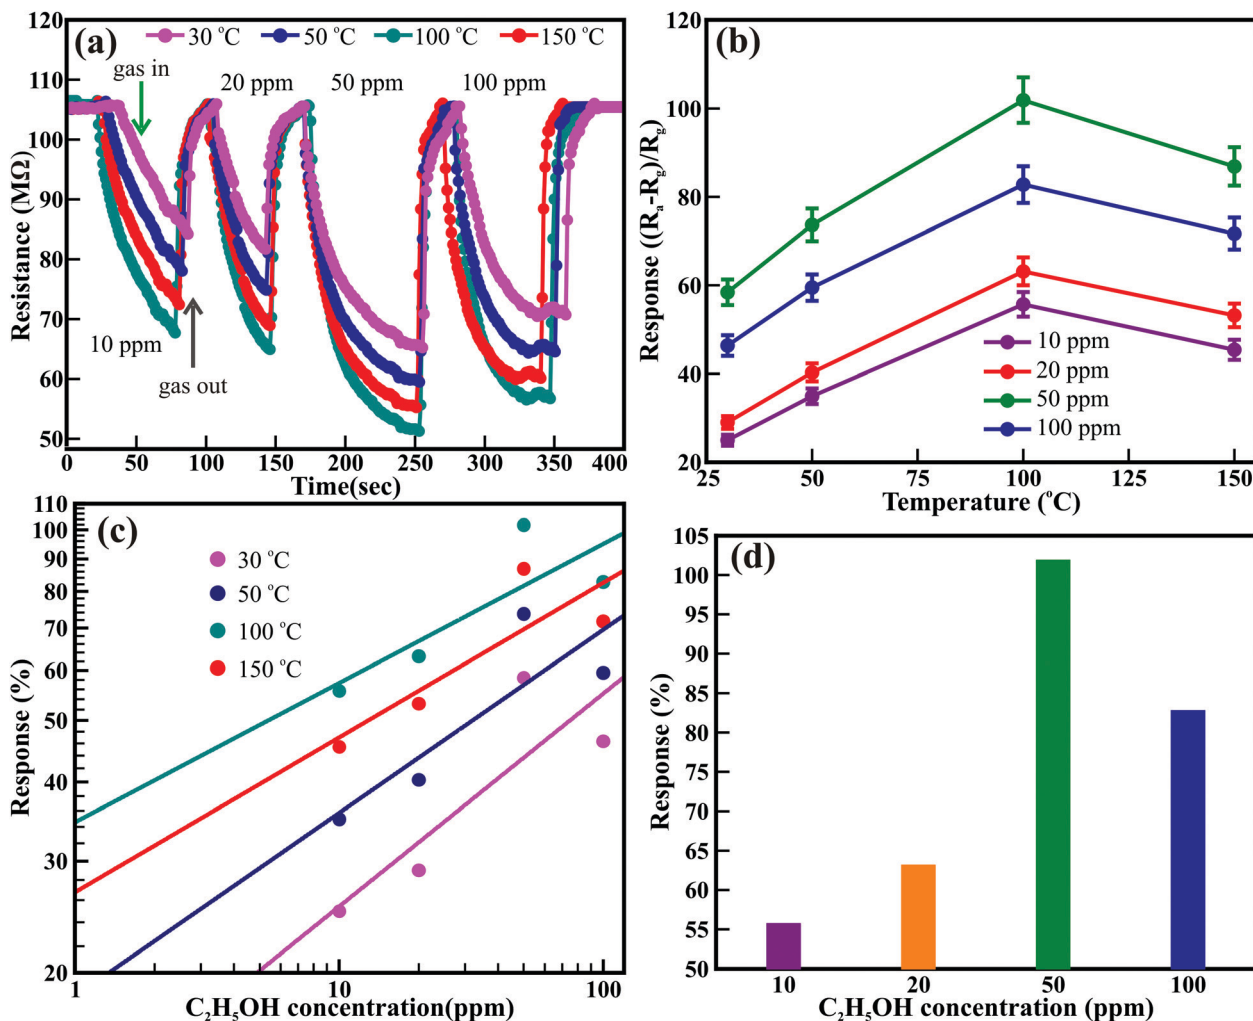 (a)
30 °C 50 °C 100 °C 150 °C
gas in
20 ppm 50 ppm 100 ppm
10 ppm
gas out
Resistance (MΩ)
120
110
100
90
80
70
60
50
0 50 100 150 200 250 300 350 400
Time(sec)
(b)
Response ((Rₐ-R_g)/R_g)
120
100
80
60
40
20
10 ppm
20 ppm
50 ppm
100 ppm
25 50 75 100 125 150
Temperature (°C)
(c)
Response (%)
110
100
90
80
70
60
50
40
30
20
30 °C
50 °C
100 °C
150 °C
1 10 100
C₂H₅OH concentration(ppm)
(d)
Response (%)
105
100
95
90
85
80
75
70
65
60
55
50
10 20 50 100
C₂H₅OH concentration (ppm)